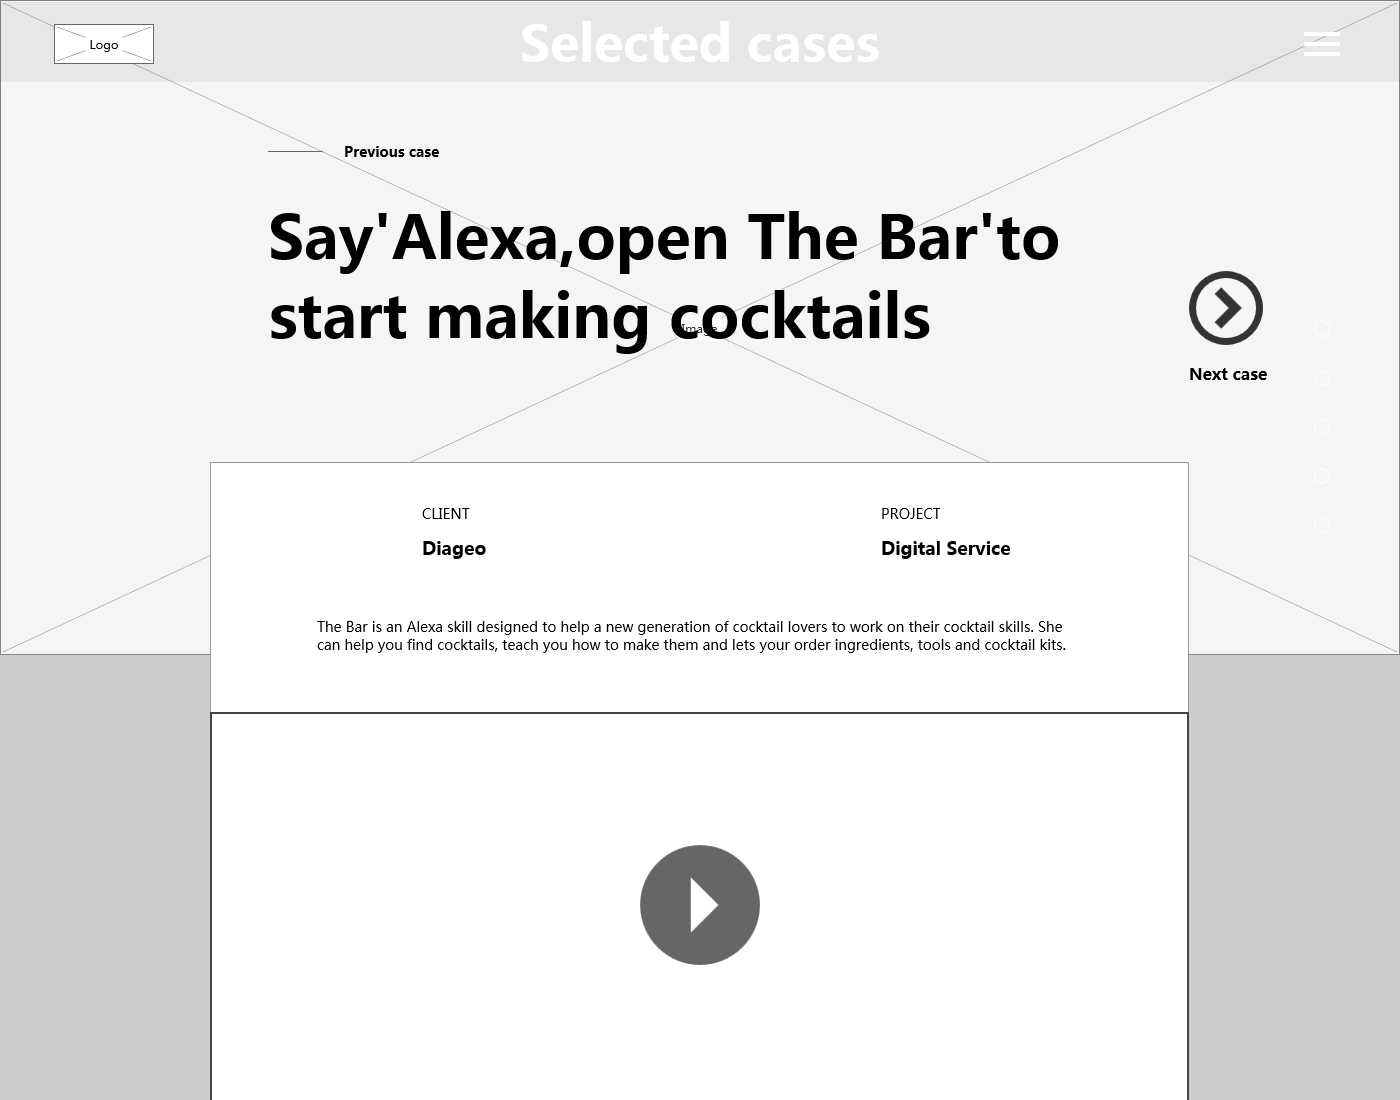 Logo
Selected cases
Previous case
Say'Alexa,open The Bar'to
start making cocktails
Image
Next case
CLIENT
Diageo
PROJECT
Digital Service
The Bar is an Alexa skill designed to help a new generation of cocktail lovers to work on their cocktail skills. She
can help you find cocktails, teach you how to make them and lets your order ingredients, tools and cocktail kits.